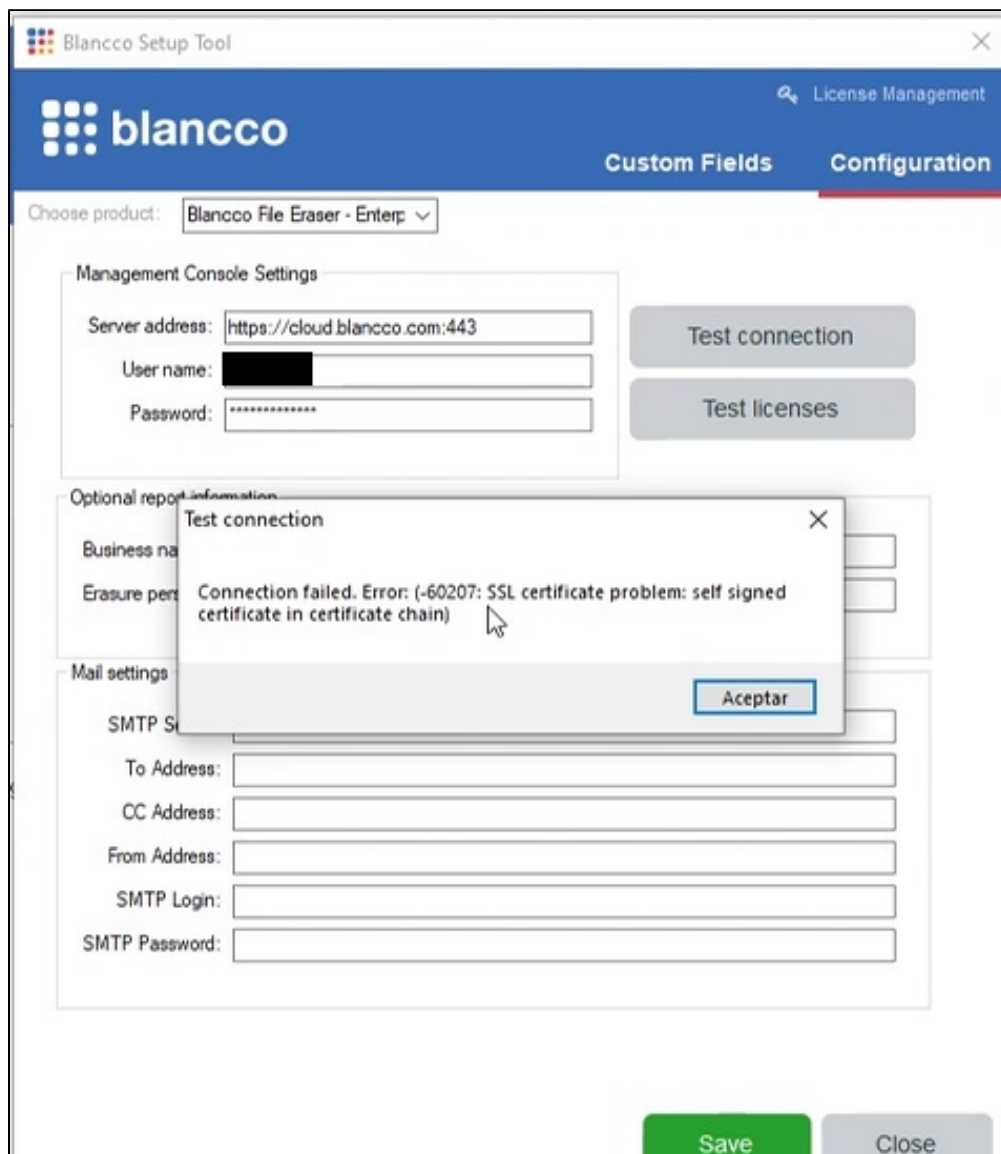 Blancco Setup Tool
License Management
blancco
Custom Fields
Configuration
Choose product:
Blancco File Eraser - Enterp
Management Console Settings
Server address:
https://cloud.blancco.com:443
Test connection
User name:
Password:
*************
Test licenses
Optional report information
Test connection
Business na
Erasure pers
Connection failed. Error: (-60207: SSL certificate problem: self signed
certificate in certificate chain)
Mail settings
Aceptar
SMTP Se
To Address:
CC Address:
From Address:
SMTP Login:
SMTP Password:
Save
Close